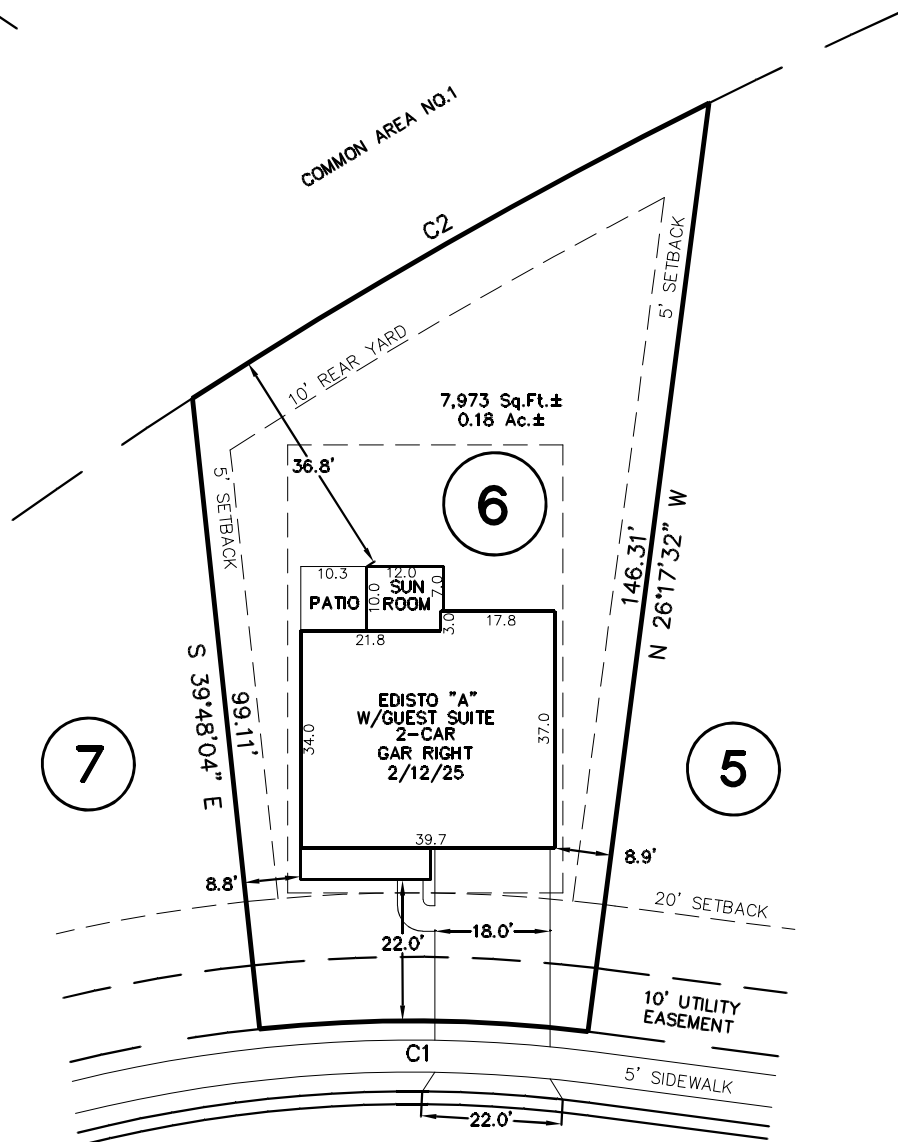 COMMON AREA NO.1
C2
5' SETBACK
10' REAR YARD
7,973 Sq.Ft.±
0.18 Ac.±
36.8'
5' SETBACK
6
146.31'
N 26°17'32" W
10.3
12.0
7.0
10.0
SUN
ROOM
PATIO
3.0
17.8
21.8
S 39°48'04" E
99.11'
34.0
EDISTO "A"
W/GUEST SUITE
2-CAR
GAR RIGHT
2/12/25
37.0
7
5
39.7
8.8'
8.9'
20' SETBACK
22.0'
18.0'
10' UTILITY
EASEMENT
C1
5' SIDEWALK
22.0'